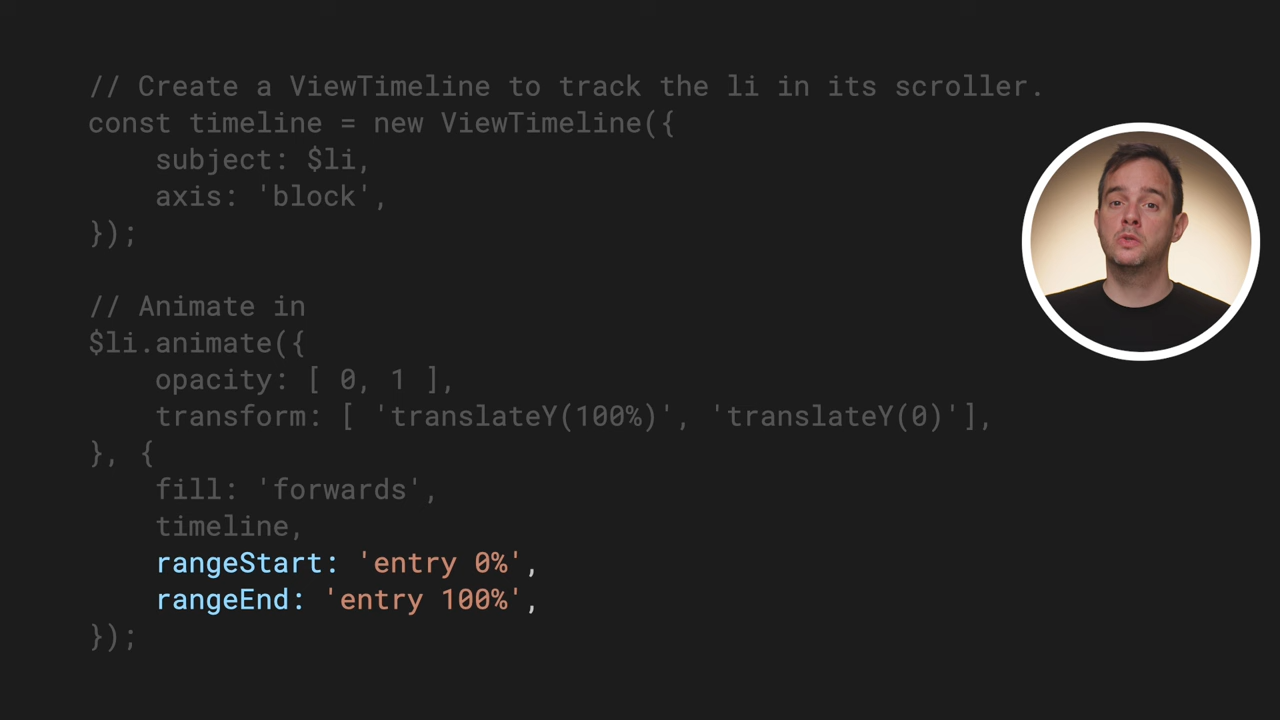 // Create a ViewTimeline to track the li in its scroller.
const timeline = new ViewTimeline({
    subject: $li,
    axis: 'block',
});

// Animate in
$li.animate({
    opacity: [ 0, 1 ],
    transform: [ 'translateY(100%)', 'translateY(0)'],
}, {
    fill: 'forwards',
    timeline,
    rangeStart: 'entry 0%',
    rangeEnd: 'entry 100%',
});